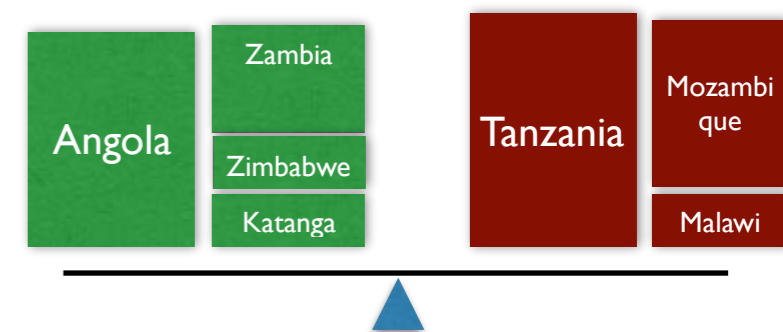 Angola
Zambia
Zimbabwe
Katanga
Tanzania
Mozambi
que
Malawi